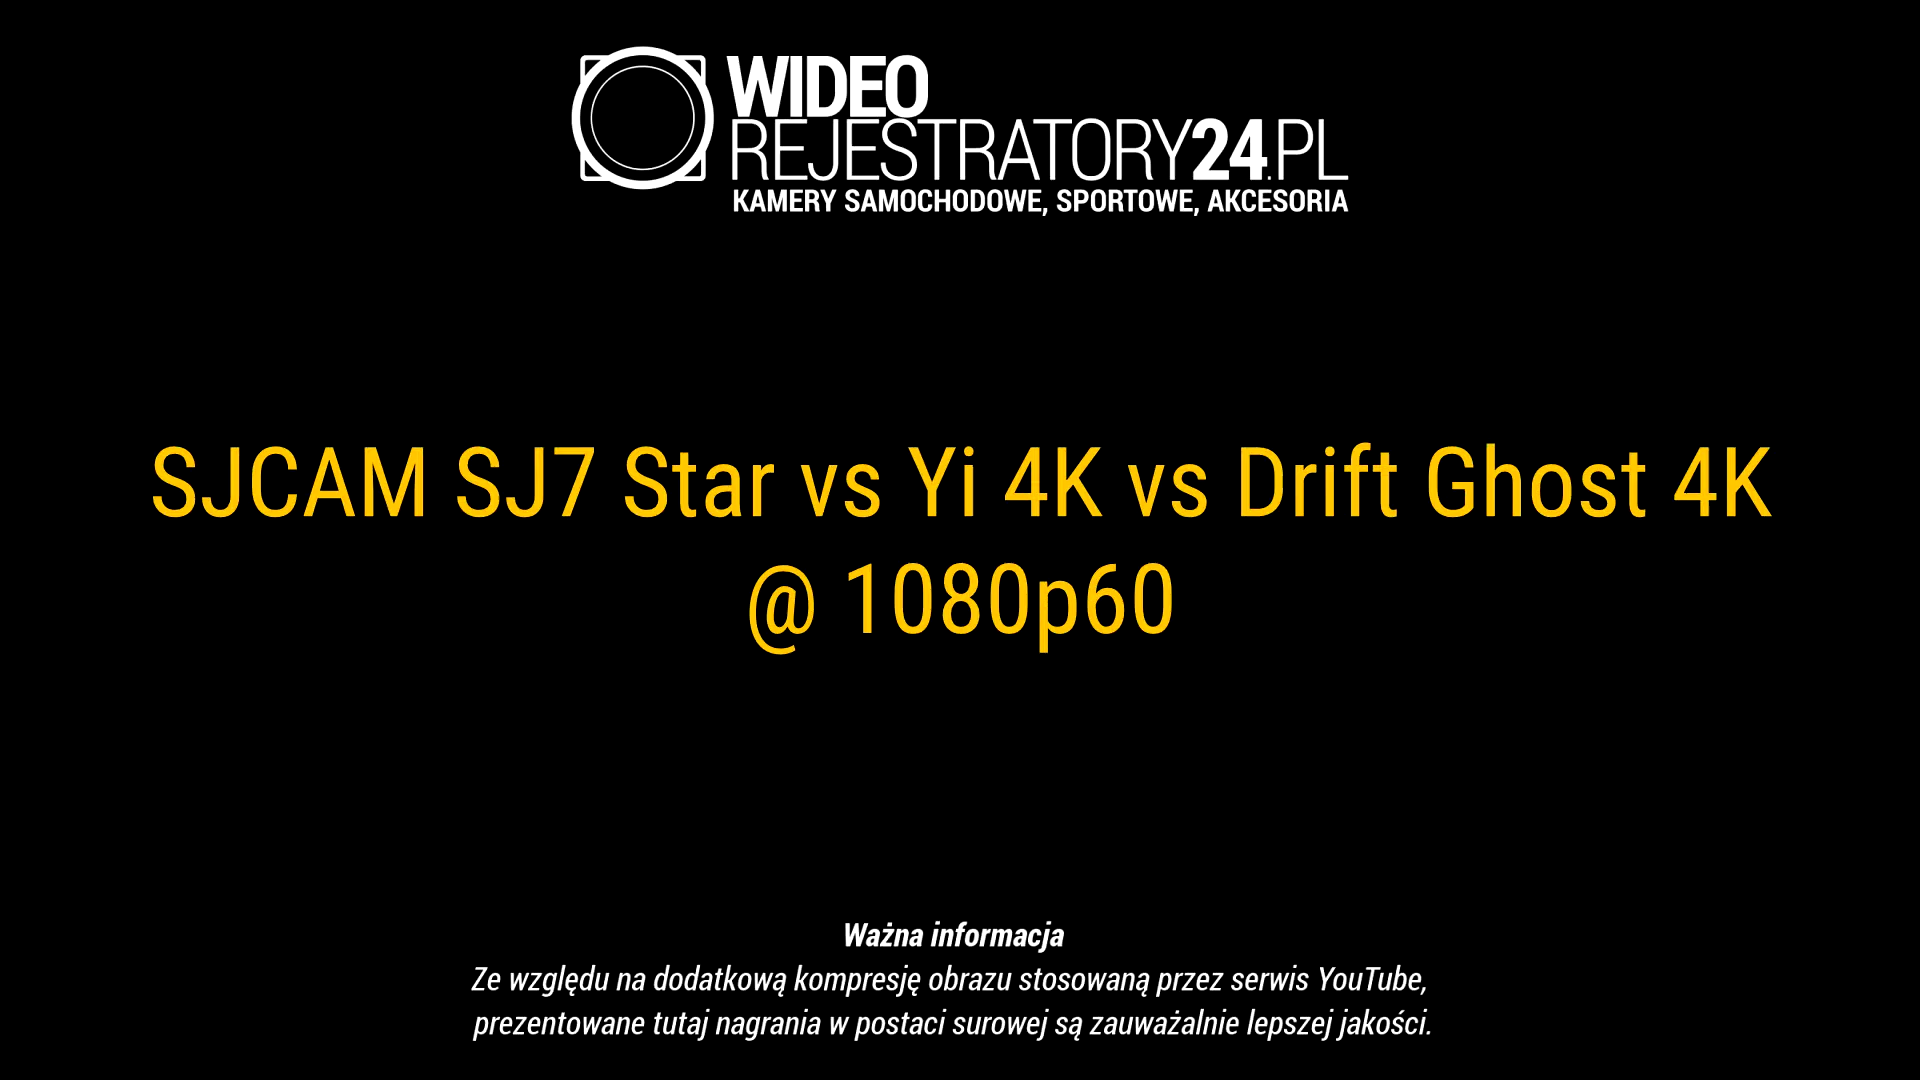 WIDEO
REJESTRATORY24.PL
KAMERY SAMOCHODOWE, SPORTOWE, AKCESORIA
SJCAM SJ7 Star vs Yi 4K vs Drift Ghost 4K
@ 1080p60
Ważna informacja
Ze względu na dodatkową kompresję obrazu stosowaną przez serwis YouTube,
prezentowane tutaj nagrania w postaci surowej są zauważalnie lepszej jakości.